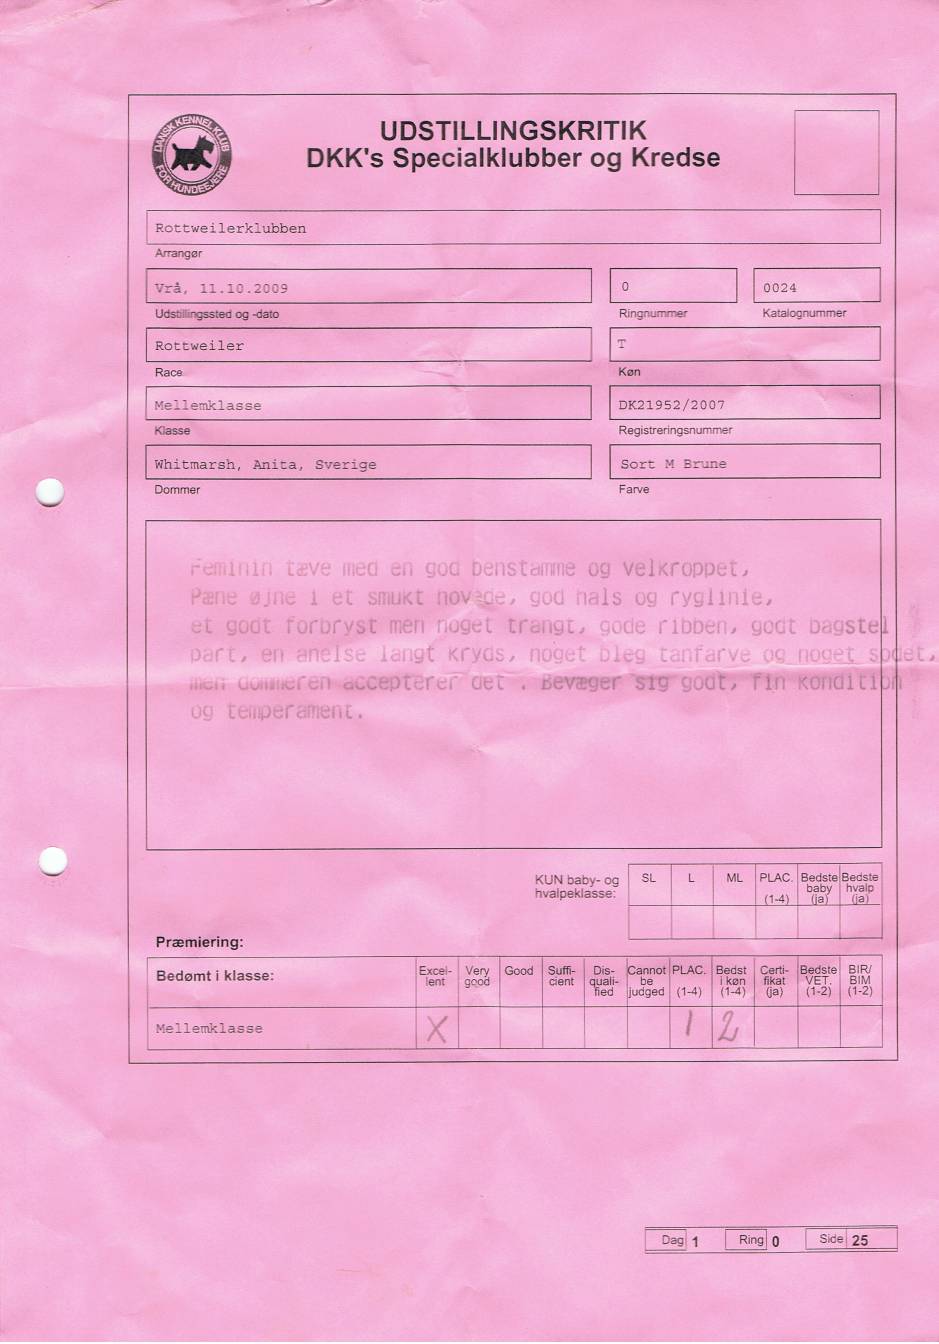 DANSK KENNEL KLUB
FOR HUNDEEJERE
UDSTILLINGSKRITIK
DKK's Specialklubber og Kredse
Rottweilerklubben
Arrangør
Vrå, 11.10.2009
0
0024
Udstillingssted og -dato
Ringnummer
Katalognummer
Rottweiler
T
Race
Køn
Mellemklasse
DK21952/2007
Klasse
Registreringsnummer
Whitmarsh, Anita, Sverige
Sort M Brune
Dommer
Farve
Feminin tæve med en god benstamme og velkroppet,
Pæne øjne i et smukt hovede, god hals og ryglinie,
et godt forbryst men noget trangt, gode ribben, godt bagstel
part, en anelse langt kryds, noget bleg tanfarve og noget sodet,
men dommeren accepterer det . Bevæger sig godt, fin kondition
og temperament.
KUN baby- og
hvalpeklasse:
SL
L
ML
PLAC.
(1-4)
Bedste
baby
(ja)
Bedste
hvalp
(ja)
Præmiering:
Bedømt i klasse:
Excel-
lent
Very
good
Good
Suffi-
cient
Dis-
quali-
fied
Cannot
be
judged
PLAC.
(1-4)
Bedst
i køn
(1-4)
Certi-
fikat
(ja)
Bedste
VET.
(1-2)
BIR/
BIM
(1-2)
Mellemklasse
X
1
2
Dag 1
Ring 0
Side 25